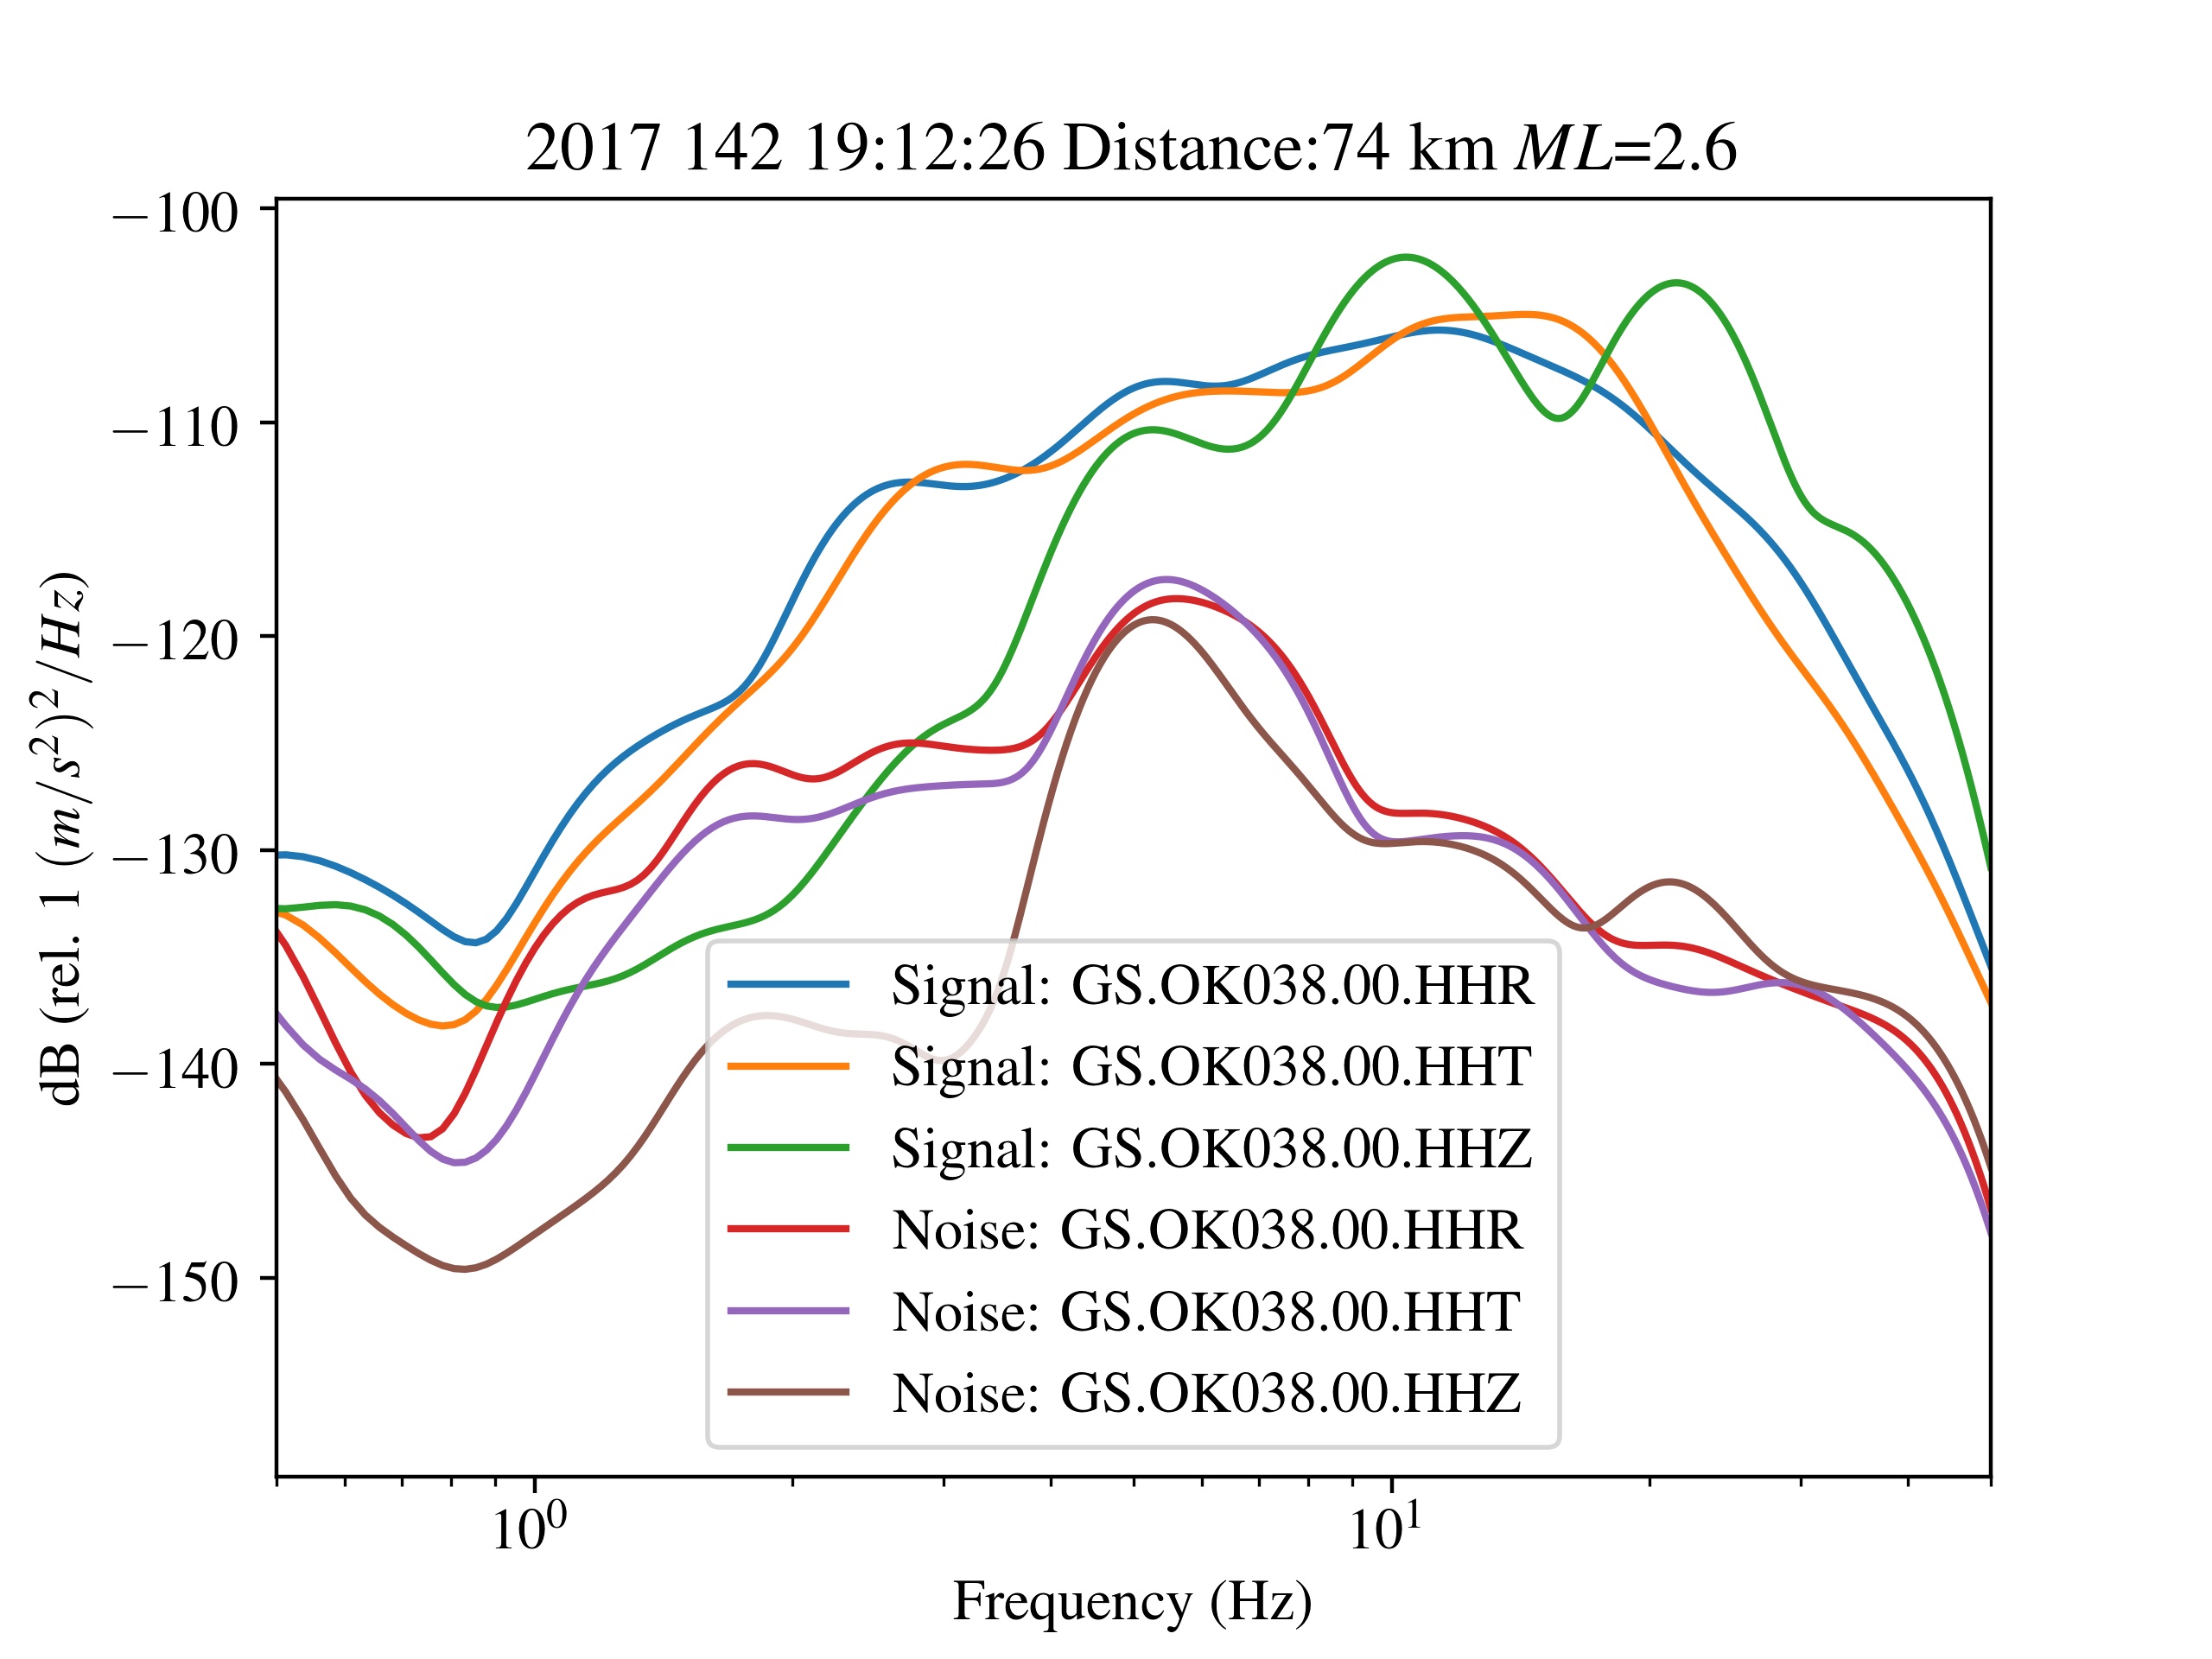 2017 142 19:12:26 Distance:74 km ML=2.6
dB (rel. 1 (m/s²)²/Hz)
−100
−110
−120
−130
−140
−150
Signal: GS.OK038.00.HHR
Signal: GS.OK038.00.HHT
Signal: GS.OK038.00.HHZ
Noise: GS.OK038.00.HHR
Noise: GS.OK038.00.HHT
Noise: GS.OK038.00.HHZ
10⁰ 10¹
Frequency (Hz)